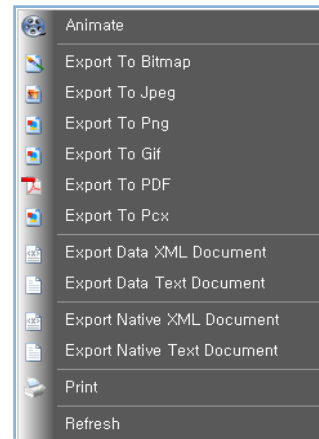 Animate
Export To Bitmap
Export To Jpeg
Export To Png
Export To Gif
Export To PDF
Export To Pcx
Export Data XML Document
Export Data Text Document
Export Native XML Document
Export Native Text Document
Print
Refresh